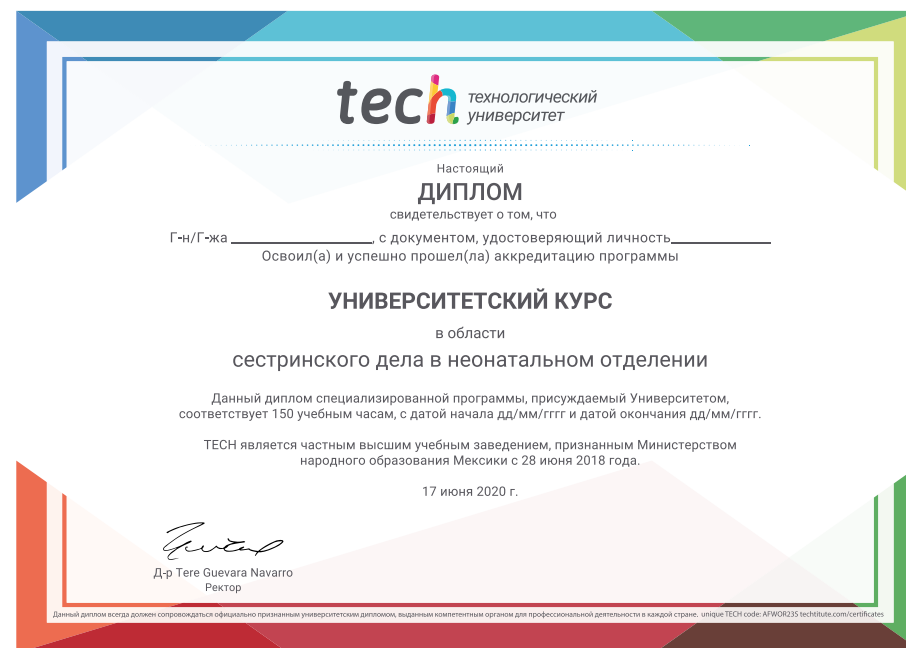 tech технологический
университет
Настоящий
ДИПЛОМ
свидетельствует о том, что
Г-н/Г-жа ____________________, с документом, удостоверяющий личность______________
Освоил(а) и успешно прошел(ла) аккредитацию программы
УНИВЕРСИТЕТСКИЙ КУРС
в области
сестринского дела в неонатальном отделении
Данный диплом специализированной программы, присуждаемый Университетом,
соответствует 150 учебным часам, с датой начала дд/мм/гггг и датой окончания дд/мм/гггг.
TECH является частным высшим учебным заведением, признанным Министерством
народного образования Мексики с 28 июня 2018 года.
17 июня 2020 г.
Д-р Tere Guevara Navarro
Ректор
Данный диплом всегда должен сопровождаться официально признанным университетским дипломом, выданным компетентным органом для профессиональной деятельности в каждой стране. unique TECH code: AFWOR23S techtitute.com/certificates